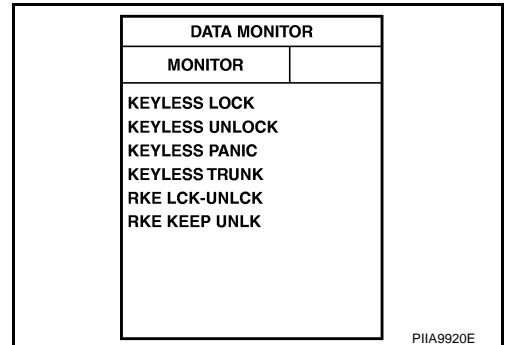 DATA MONITOR
MONITOR
KEYLESS LOCK
KEYLESS UNLOCK
KEYLESS PANIC
KEYLESS TRUNK
RKE LCK-UNLCK
RKE KEEP UNLK
PIIA9920E